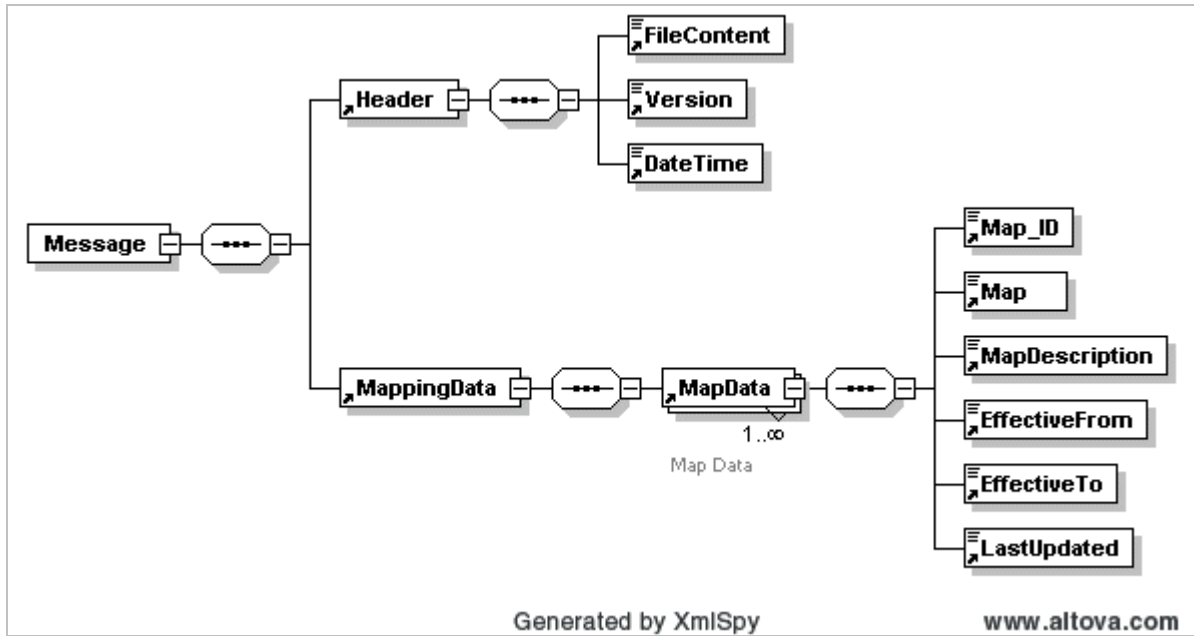 FileContent
Header
Version
DateTime
Message
Map_ID
Map
MapDescription
MappingData
MapData
1..∞
Map Data
EffectiveFrom
EffectiveTo
LastUpdated
Generated by XmlSpy
www.altova.com